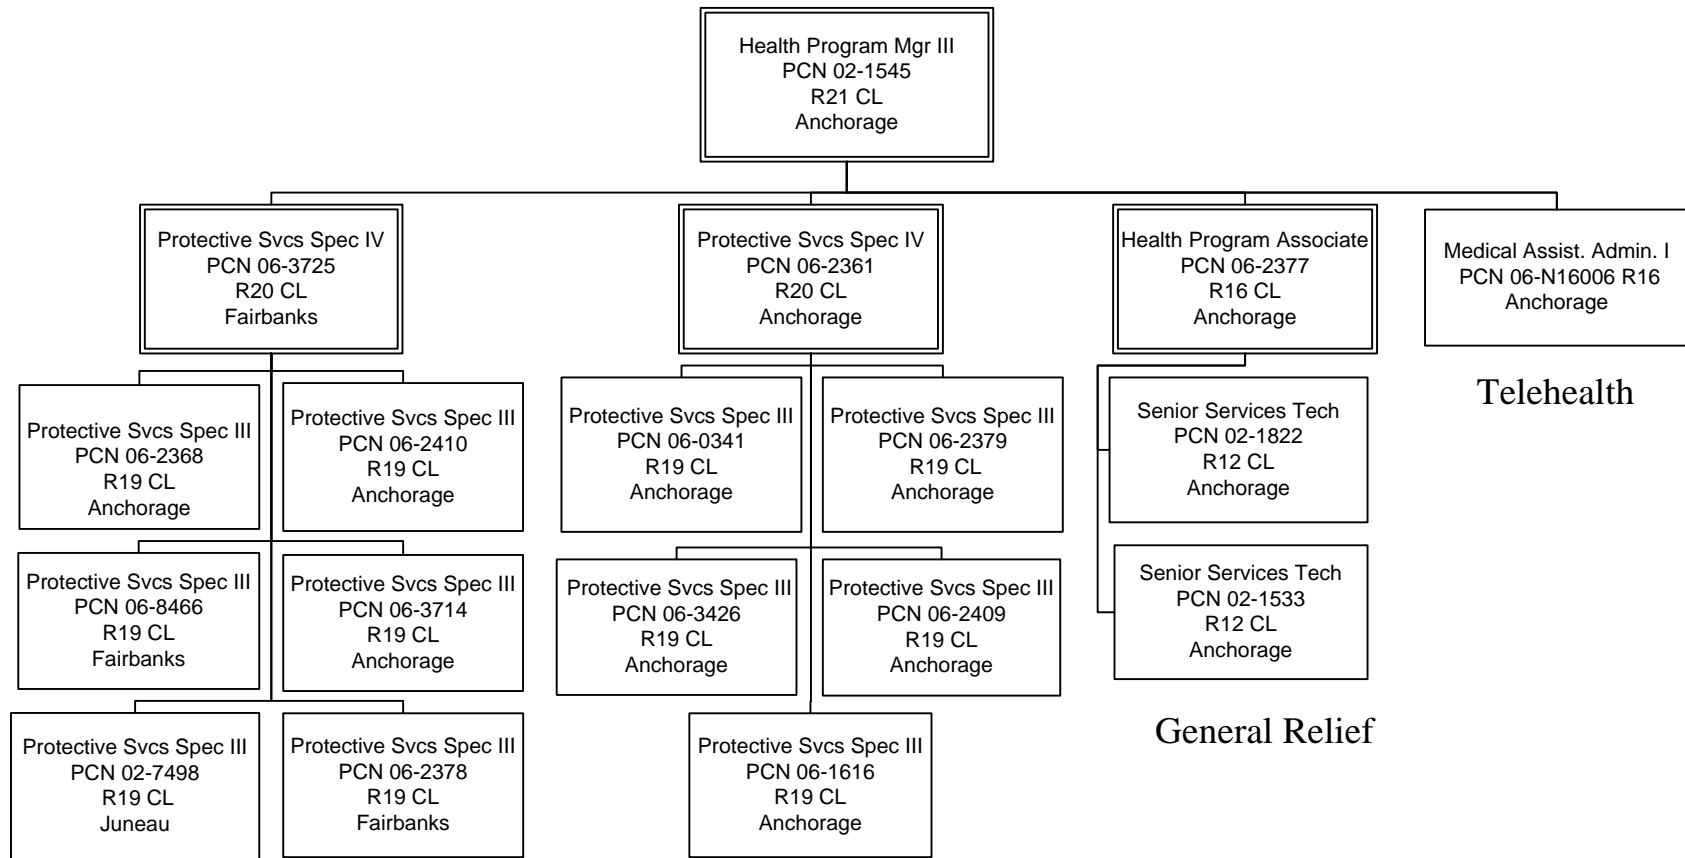 Health Program Mgr III
PCN 02-1545
R21 CL
Anchorage
Protective Svcs Spec IV
PCN 06-3725
R20 CL
Fairbanks
Protective Svcs Spec IV
PCN 06-2361
R20 CL
Anchorage
Health Program Associate
PCN 06-2377
R16 CL
Anchorage
Medical Assist. Admin. I
PCN 06-N16006 R16
Anchorage
Telehealth
Protective Svcs Spec III
PCN 06-2368
R19 CL
Anchorage
Protective Svcs Spec III
PCN 06-2410
R19 CL
Anchorage
Protective Svcs Spec III
PCN 06-0341
R19 CL
Anchorage
Protective Svcs Spec III
PCN 06-2379
R19 CL
Anchorage
Senior Services Tech
PCN 02-1822
R12 CL
Anchorage
Protective Svcs Spec III
PCN 06-8466
R19 CL
Fairbanks
Protective Svcs Spec III
PCN 06-3714
R19 CL
Anchorage
Protective Svcs Spec III
PCN 06-3426
R19 CL
Anchorage
Protective Svcs Spec III
PCN 06-2409
R19 CL
Anchorage
Senior Services Tech
PCN 02-1533
R12 CL
Anchorage
General Relief
Protective Svcs Spec III
PCN 02-7498
R19 CL
Juneau
Protective Svcs Spec III
PCN 06-2378
R19 CL
Fairbanks
Protective Svcs Spec III
PCN 06-1616
R19 CL
Anchorage